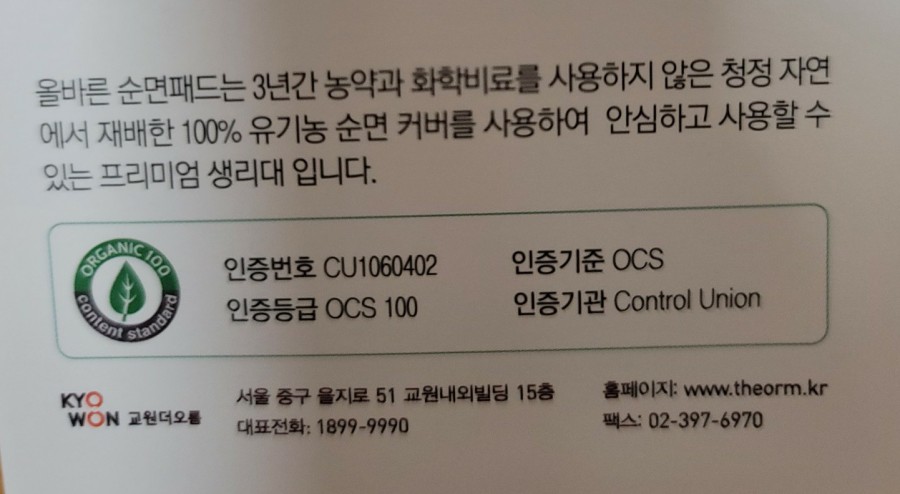 올바른 순면패드는 3년간 농약과 화학비료를 사용하지 않은 청정 자연
에서 재배한 100% 유기농 순면 커버를 사용하여 안심하고 사용할 수
있는 프리미엄 생리대 입니다.
ORGANIC 100
content standard
인증번호 CU1060402
인증기준 OCS
인증등급 OCS 100
인증기관 Control Union
KYO
WON 교원더오름
서울 중구 을지로 51 교원내외빌딩 15층
홈페이지: www.theorm.kr
대표전화: 1899-9990
팩스: 02-397-6970